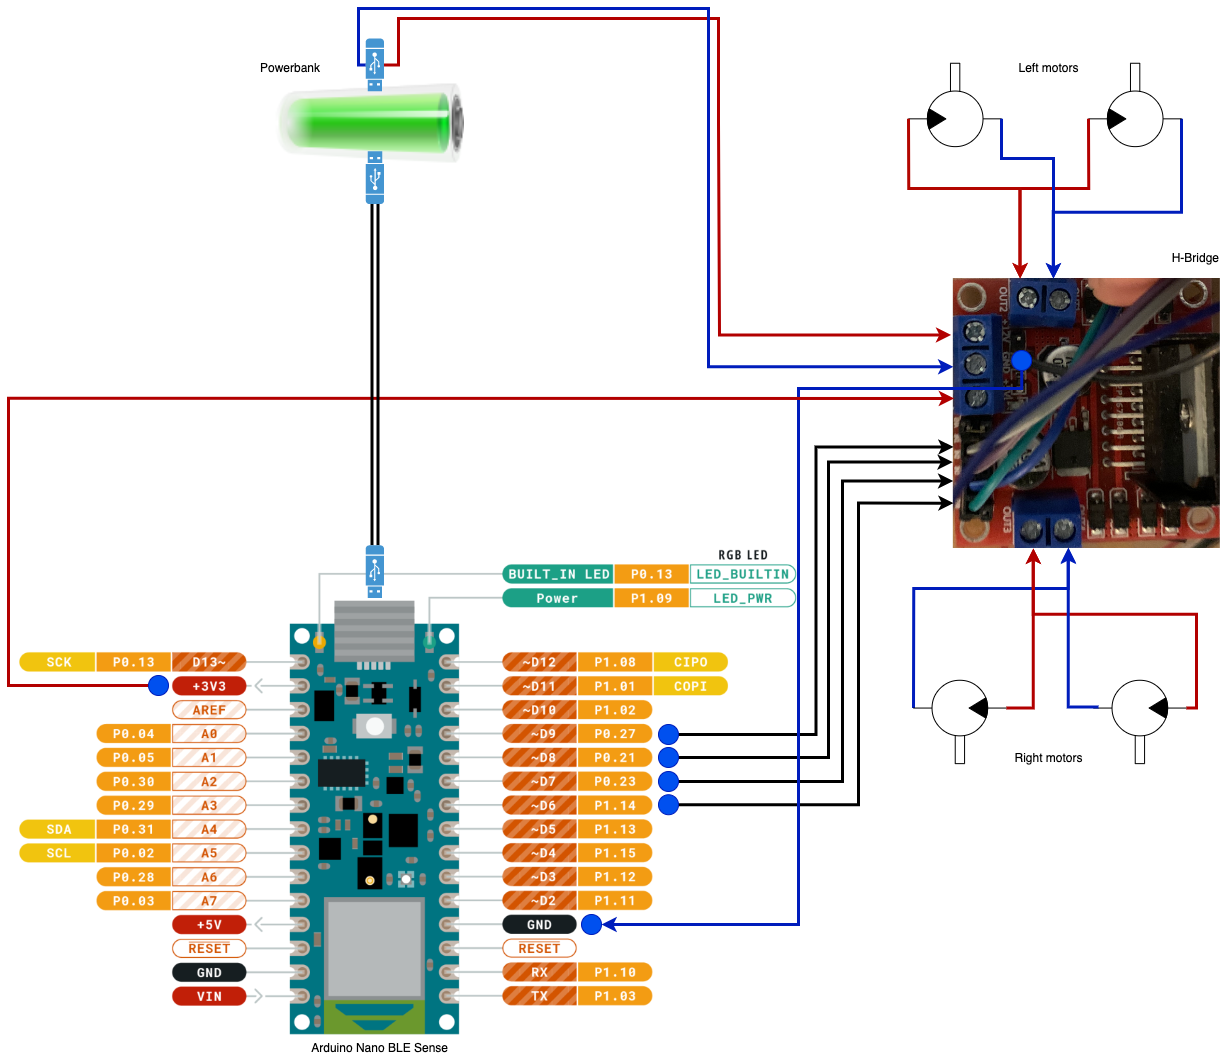 Powerbank
Left motors
H-Bridge
OUT2
+12V
GND
OUT3
RGB LED
BUILT_IN LED P0.13 LED_BUILTIN
Power P1.09 LED_PWR
SCK P0.13 D13~
+3V3
AREF
P0.04 A0
P0.05 A1
P0.30 A2
P0.29 A3
SDA P0.31 A4
SCL P0.02 A5
P0.28 A6
P0.03 A7
+5V
RESET
GND
VIN
~D12 P1.08 CIPO
~D11 P1.01 COPI
~D10 P1.02
~D9 P0.27
~D8 P0.21
~D7 P0.23
~D6 P1.14
~D5 P1.13
~D4 P1.15
~D3 P1.12
~D2 P1.11
GND
RESET
RX P1.10
TX P1.03
Right motors
Arduino Nano BLE Sense